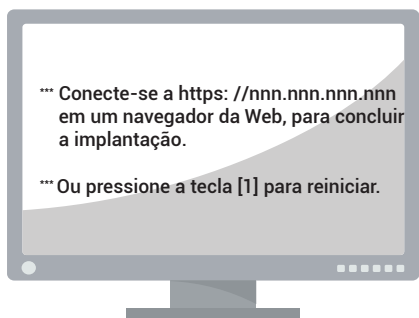 *** Conecte-se a https: //nnn.nnn.nnn.nnn
em um navegador da Web, para concluir
a implantação.
*** Ou pressione a tecla [1] para reiniciar.